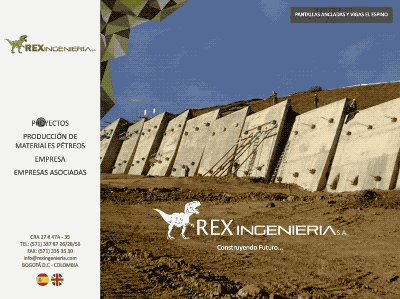 PANTALLAS ANCLADAS Y VIGAS EL ESPINO
REX INGENIERIA S.A.
PROYECTOS
PRODUCCIÓN DE
MATERIALES PÉTREOS
EMPRESA
EMPRESAS ASOCIADAS
REX INGENIERIA S.A.
Construyendo Futuro...
CRA 27 # 47A - 35
TEL: (571) 337 87 26/28/59
FAX: (571) 335 35 30
info@rexingenieria.com
BOGOTÁ D.C - COLOMBIA